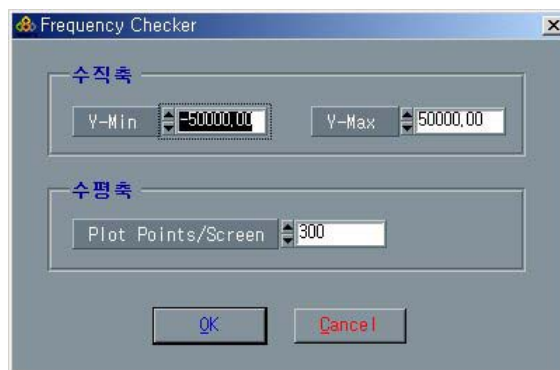 Frequency Checker
수직축
Y-Min -50000.00 Y-Max 50000.00
수평축
Plot Points/Screen 300
OK Cancel